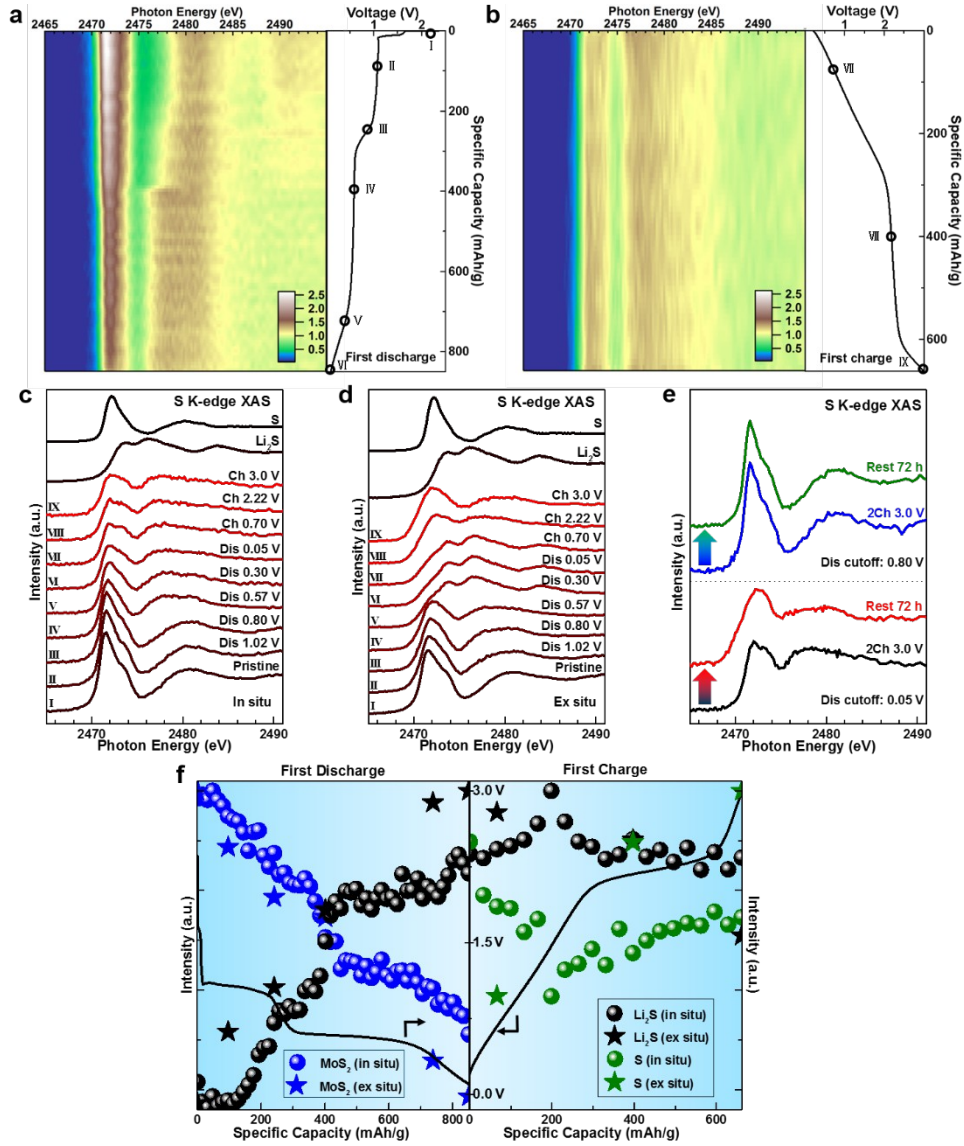 a
Photon Energy (eV)
2465 2470 2475 2480 2485 2490
Voltage (V)
1 2
0
200
400
600
800
Specific Capacity (mAh/g)
I
II
III
IV
V
VI
2.5
2.0
1.5
1.0
0.5
First discharge
b
Photon Energy (eV)
2465 2470 2475 2480 2485 2490
Voltage (V)
1 2
0
200
400
600
Specific Capacity (mAh/g)
VII
VII
IX
2.5
2.0
1.5
1.0
0.5
First charge
c
S K-edge XAS
S
Li2S
Ch 3.0 V
IX
Ch 2.22 V
VIII
Ch 0.70 V
VII
Dis 0.05 V
VI
Dis 0.30 V
V
Dis 0.57 V
IV
Dis 0.80 V
III
Dis 1.02 V
II
Pristine
I
In situ
Intensity (a.u.)
2470 2480 2490
Photon Energy (eV)
d
S K-edge XAS
S
Li2S
Ch 3.0 V
IX
Ch 2.22 V
VIII
Ch 0.70 V
VII
Dis 0.05 V
VI
Dis 0.30 V
V
Dis 0.57 V
IV
Dis 0.80 V
III
Dis 1.02 V
II
Pristine
I
Ex situ
Intensity (a.u.)
2470 2480 2490
Photon Energy (eV)
e
S K-edge XAS
Rest 72 h
2Ch 3.0 V
Dis cutoff: 0.80 V
Rest 72 h
2Ch 3.0 V
Dis cutoff: 0.05 V
Intensity (a.u.)
2470 2480 2490
Photon Energy (eV)
f
First Discharge
First Charge
3.0 V
1.5 V
0.0 V
Intensity (a.u.)
Intensity (a.u.)
MoS2 (in situ)
MoS2 (ex situ)
Li2S (in situ)
Li2S (ex situ)
S (in situ)
S (ex situ)
0 200 400 600 800
200 400 600
Specific Capacity (mAh/g)
Specific Capacity (mAh/g)